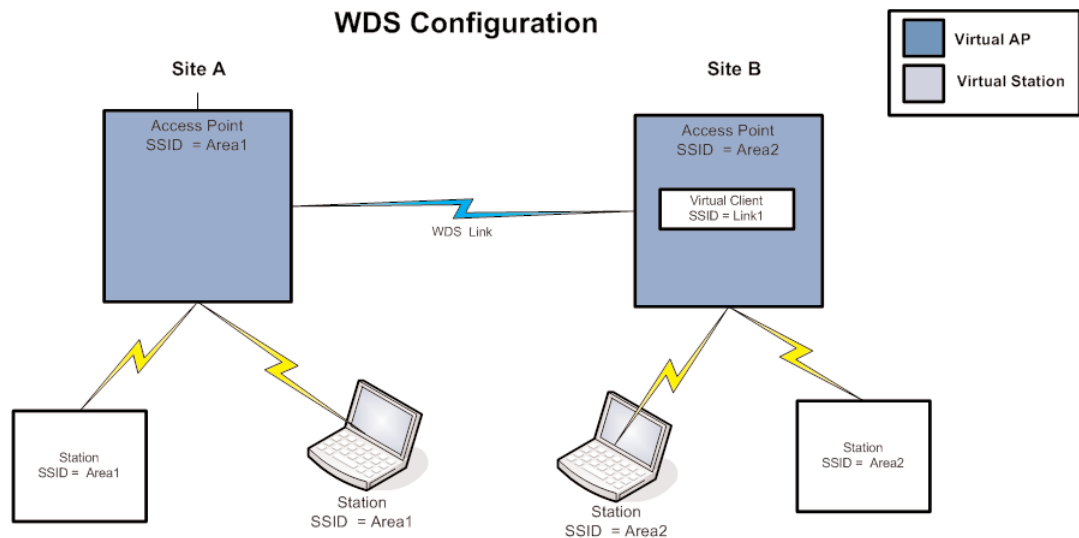 WDS Configuration
Virtual AP
Virtual Station
Site A
Site B
Access Point
SSID = Area1
Access Point
SSID = Area2
Virtual Client
SSID = Link1
WDS Link
Station
SSID = Area1
Station
SSID = Area1
Station
SSID = Area2
Station
SSID = Area2